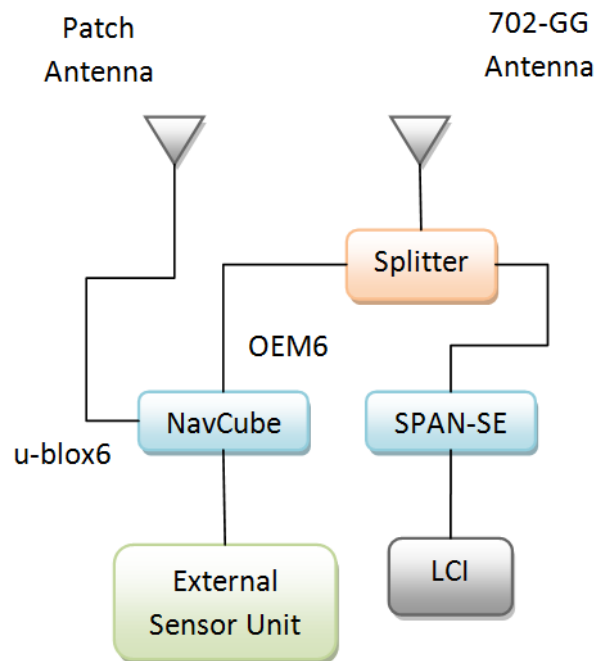 Patch
Antenna
702-GG
Antenna
Splitter
OEM6
NavCube
SPAN-SE
u-blox6
External
Sensor Unit
LCI